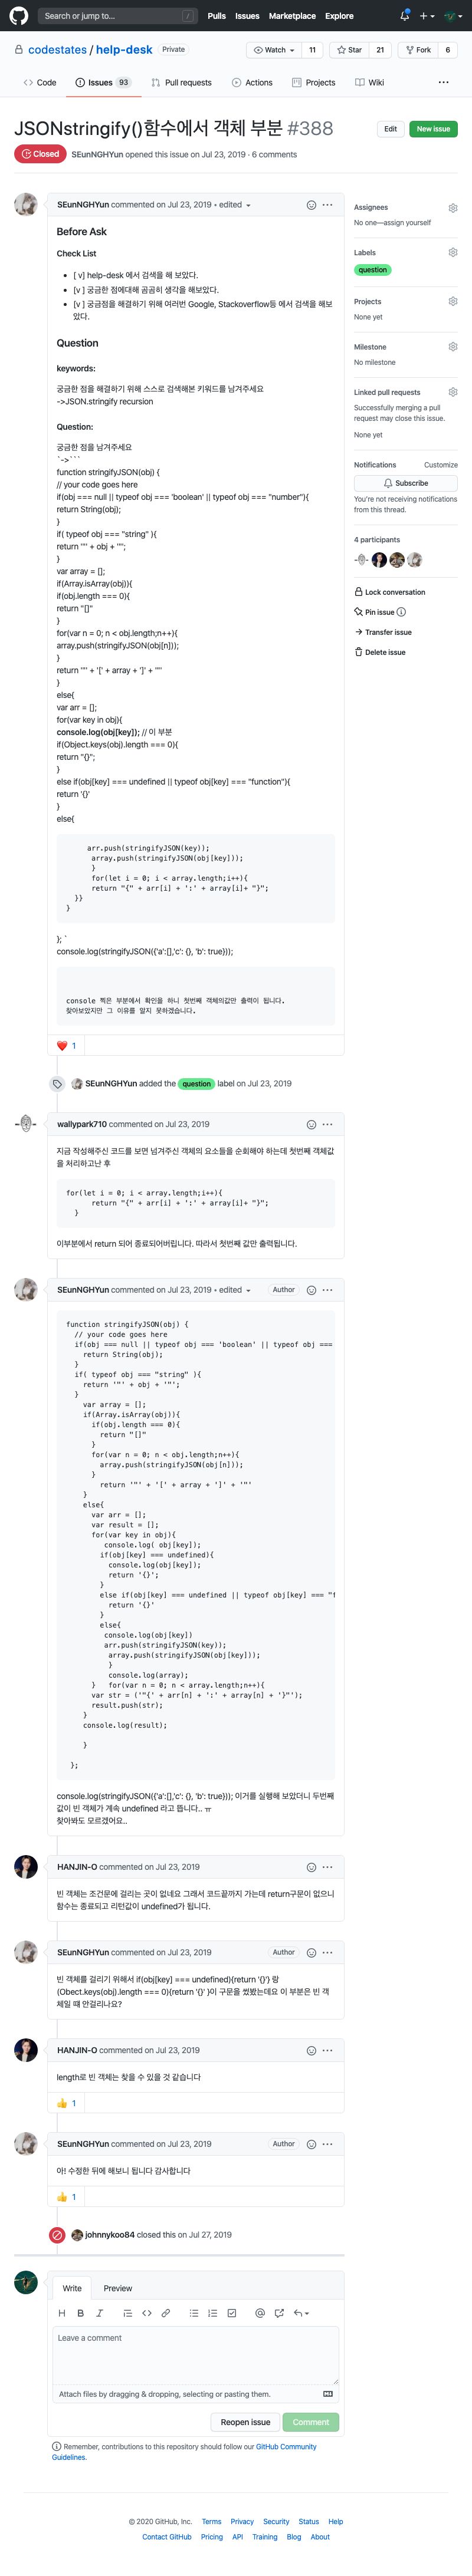 Search or jump to...
/
Pulls Issues Marketplace Explore
codestates / help-desk Private
Watch 11 Star 21 Fork 6
Code Issues 93 Pull requests Actions Projects Wiki ...
JSONstringify()함수에서 객체 부분 #388
Edit New issue
Closed SEunNGHYun opened this issue on Jul 23, 2019 · 6 comments
SEunNGHYun commented on Jul 23, 2019 • edited
Before Ask
Check List
[ v] help-desk 에서 검색을 해 보았다.
[v ] 궁금한 점에대해 곰곰히 생각을 해보았다.
[v ] 궁금점을 해결하기 위해 여러번 Google, Stackoverflow등 에서 검색을 해보
았다.
Question
keywords:
궁금한 점을 해결하기 위해 스스로 검색해본 키워드를 남겨주세요
->JSON.stringify recursion
Question:
궁금한 점을 남겨주세요
`->```
function stringifyJSON(obj) {
// your code goes here
if(obj === null || typeof obj === 'boolean' || typeof obj === "number"){
return String(obj);
}
if( typeof obj === "string" ){
return '"' + obj + '"';
}
var array = [];
if(Array.isArray(obj)){
if(obj.length === 0){
return "[]"
}
for(var n = 0; n < obj.length;n++){
array.push(stringifyJSON(obj[n]));
}
return '"' + '[' + array + ']' + '"'
}
else{
var arr = [];
for(var key in obj){
console.log(obj[key]); // 이 부분
if(Object.keys(obj).length === 0){
return "{}";
}
else if(obj[key] === undefined || typeof obj[key] === "function"){
return '{}'
}
else{
arr.push(stringifyJSON(key));
array.push(stringifyJSON(obj[key]));
}
for(let i = 0; i < array.length;i++){
return "{" + arr[i] + ':' + array[i]+ "}";
}}
}
}; `
console.log(stringifyJSON({'a':[],'c': {}, 'b': true}));
console 찍은 부분에서 확인을 하니 첫번째 객체의값만 출력이 됩니다.
찾아보았지만 그 이유를 알지 못하겠습니다.
❤️ 1
SEunNGHYun added the question label on Jul 23, 2019
wallypark710 commented on Jul 23, 2019
지금 작성해주신 코드를 보면 넘겨주신 객체의 요소들을 순회해야 하는데 첫번째 객체값
을 처리하고난 후
for(let i = 0; i < array.length;i++){
return "{" + arr[i] + ':' + array[i]+ "}";
}
이부분에서 return 되어 종료되어버립니다. 따라서 첫번째 값만 출력됩니다.
SEunNGHYun commented on Jul 23, 2019 • edited Author
function stringifyJSON(obj) {
// your code goes here
if(obj === null || typeof obj === 'boolean' || typeof obj ===
return String(obj);
}
if( typeof obj === "string" ){
return '"' + obj + '"';
}
var array = [];
if(Array.isArray(obj)){
if(obj.length === 0){
return "[]"
}
for(var n = 0; n < obj.length;n++){
array.push(stringifyJSON(obj[n]));
}
return '"' + '[' + array + ']' + '"'
}
else{
var arr = [];
var result = [];
for(var key in obj){
console.log( obj[key]);
if(obj[key] === undefined){
console.log(obj[key]);
return '{}';
}
else if(obj[key] === undefined || typeof obj[key] === "f
return '{}'
}
else{
console.log(obj[key])
arr.push(stringifyJSON(key));
array.push(stringifyJSON(obj[key]));
}
console.log(array);
} for(var n = 0; n < array.length;n++){
var str = ('"{' + arr[n] + ':' + array[n] + '}"');
result.push(str);
}
console.log(result);
}
};
console.log(stringifyJSON({'a':[],'c': {}, 'b': true})); 이거를 실행해 보았더니 두번째
값이 빈 객체가 계속 undefined 라고 뜹니다.. ㅠ
찾아봐도 모르겠어요..
HANJIN-O commented on Jul 23, 2019
빈 객체는 조건문에 걸리는 곳이 없네요 그래서 코드끝까지 가는데 return구문이 없으니
함수는 종료되고 리턴값이 undefined가 됩니다.
SEunNGHYun commented on Jul 23, 2019 Author
빈 객체를 걸리기 위해서 if(obj[key] === undefined){return '{}'} 랑
(Obect.keys(obj).length === 0){return '{}' }이 구문을 썼봤는데요 이 부분은 빈 객
체일 떄 안걸리나요?
HANJIN-O commented on Jul 23, 2019
length로 빈 객체는 찾을 수 있을 것 같습니다
👍 1
SEunNGHYun commented on Jul 23, 2019 Author
아! 수정한 뒤에 해보니 됩니다 감사합니다
👍 1
johnnykoo84 closed this on Jul 27, 2019
Write Preview
Leave a comment
Attach files by dragging & dropping, selecting or pasting them.
Reopen issue Comment
Remember, contributions to this repository should follow our GitHub Community
Guidelines.
Assignees
No one—assign yourself
Labels
question
Projects
None yet
Milestone
No milestone
Linked pull requests
Successfully merging a pull
request may close this issue.
None yet
Notifications Customize
Subscribe
You're not receiving notifications
from this thread.
4 participants
Lock conversation
Pin issue
Transfer issue
Delete issue
© 2020 GitHub, Inc. Terms Privacy Security Status Help
Contact GitHub Pricing API Training Blog About